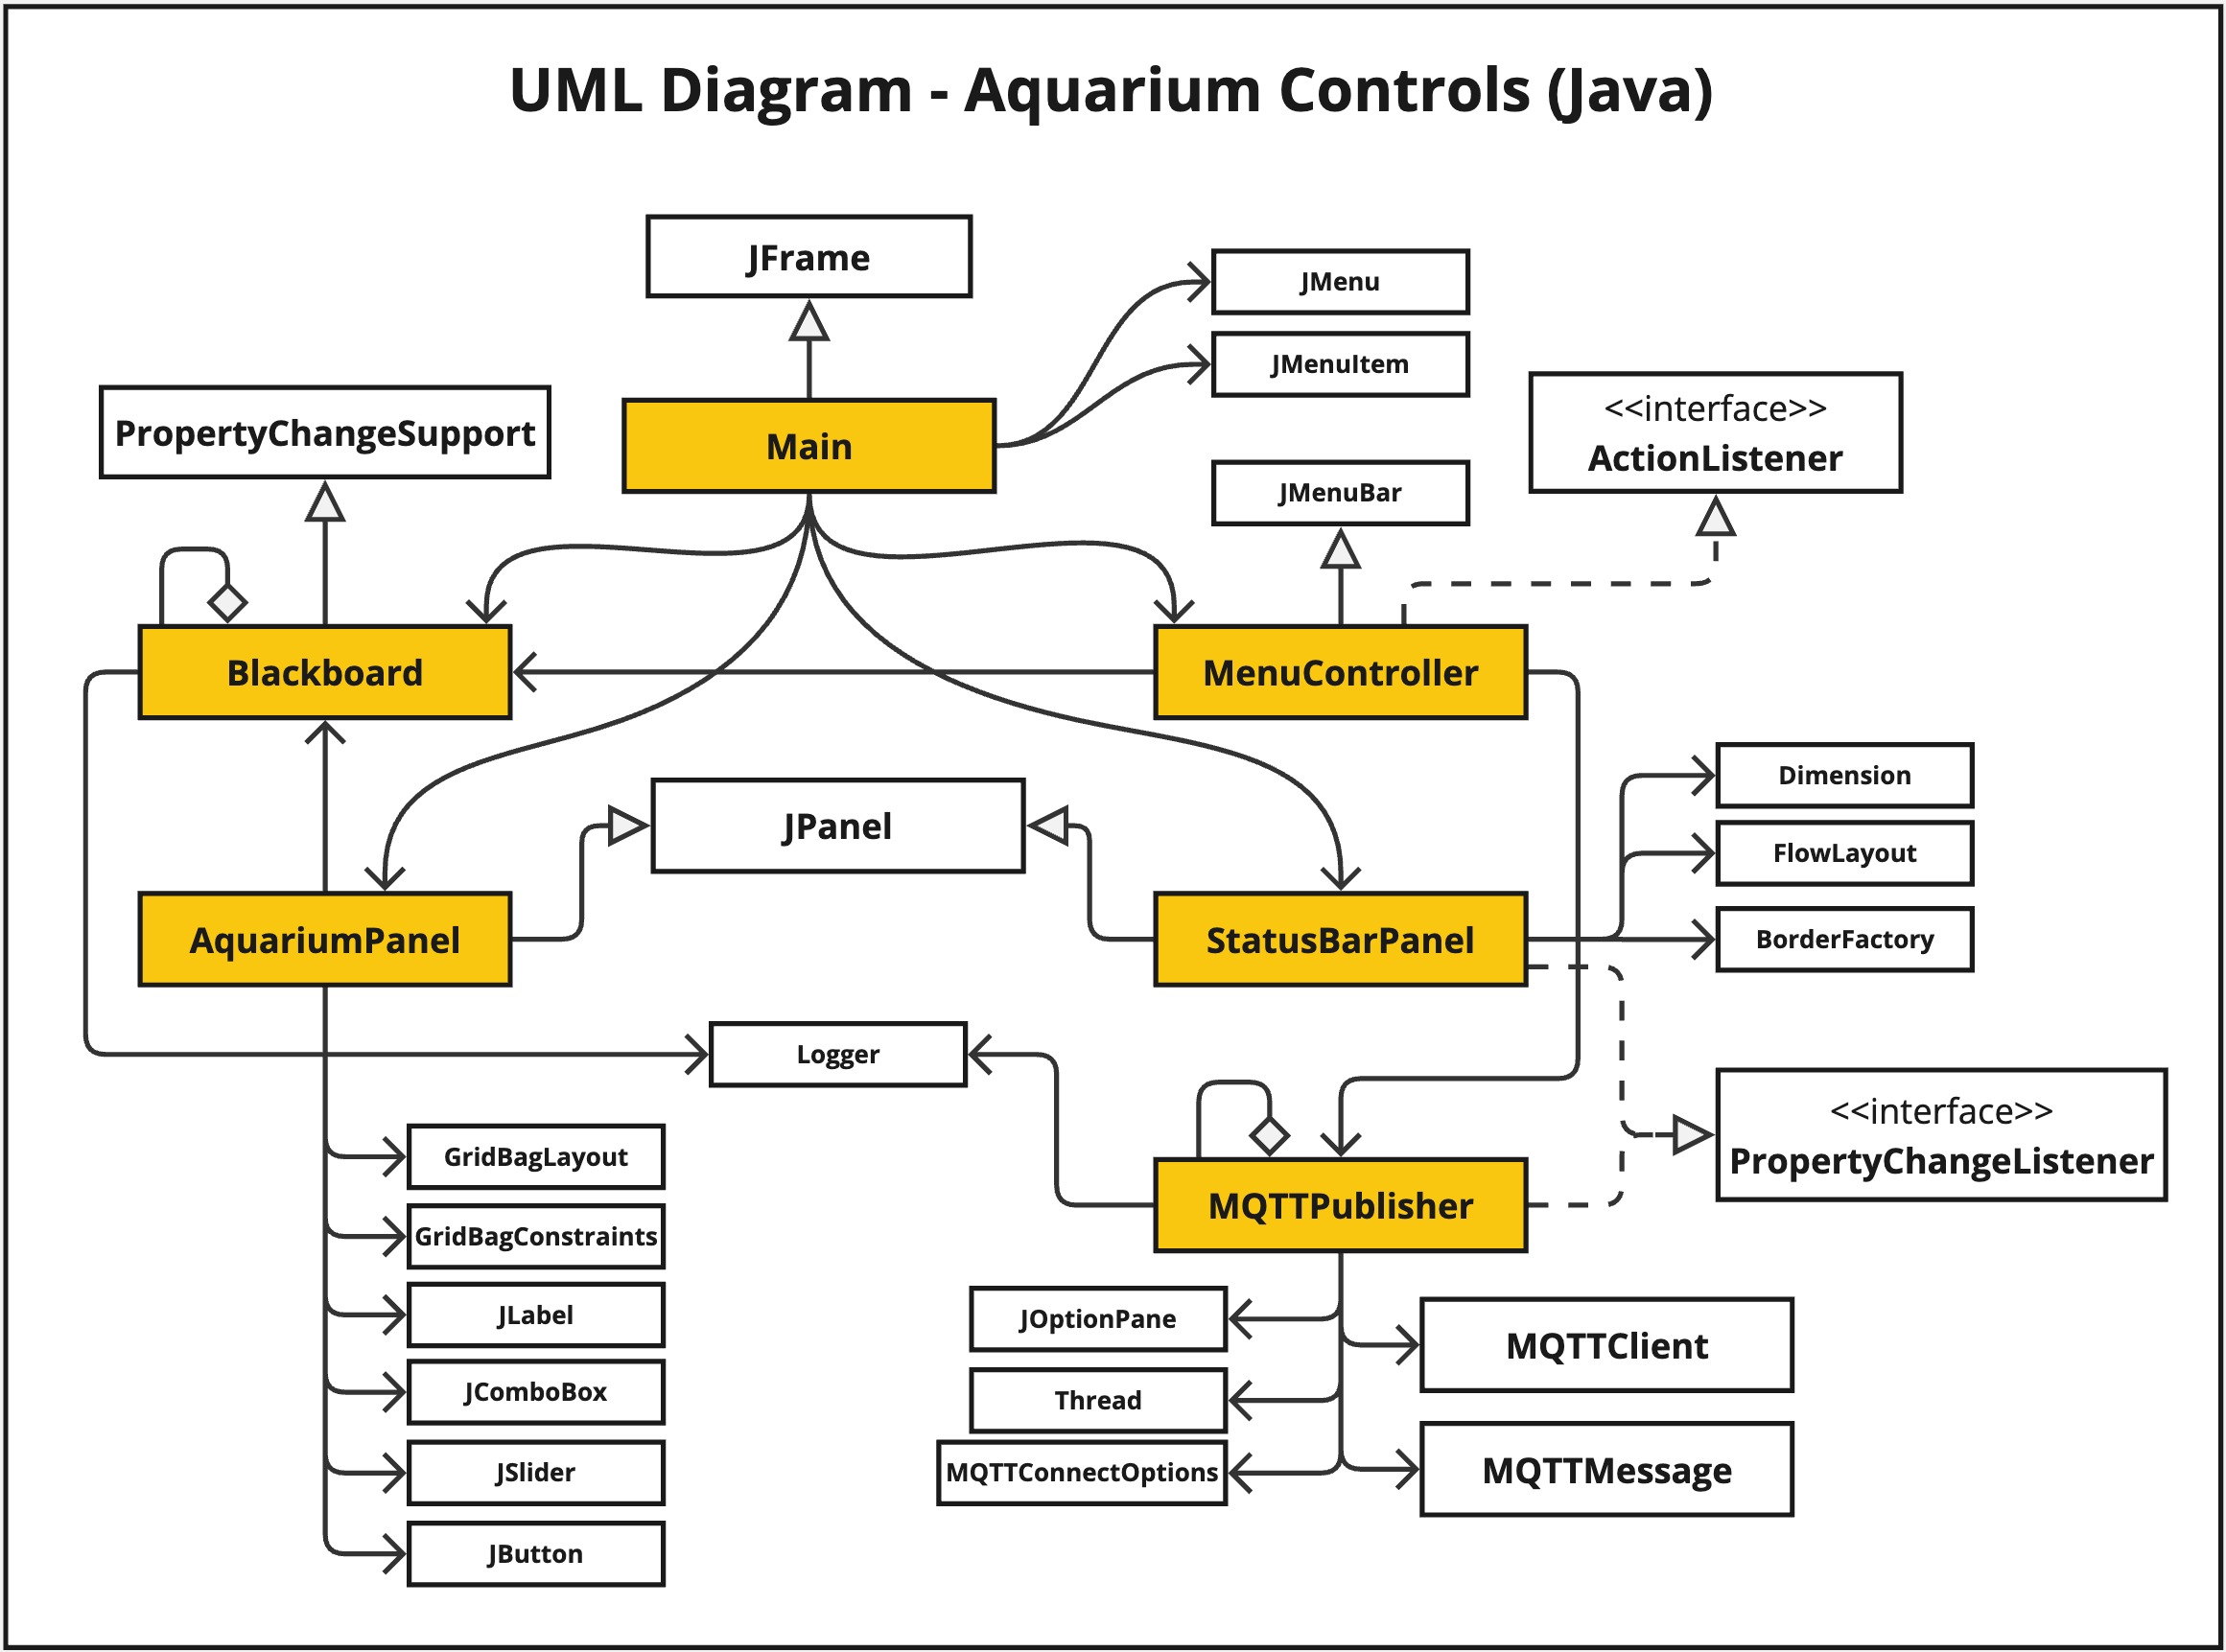 UML Diagram - Aquarium Controls (Java)
JFrame
JMenu
JMenuItem
<<interface>>
ActionListener
PropertyChangeSupport
Main
JMenuBar
Blackboard
MenuController
Dimension
JPanel
FlowLayout
AquariumPanel
StatusBarPanel
BorderFactory
Logger
<<interface>>
PropertyChangeListener
GridBagLayout
MQTTPublisher
GridBagConstraints
JLabel
JOptionPane
MQTTClient
JComboBox
Thread
JSlider
MQTTConnectOptions
MQTTMessage
JButton